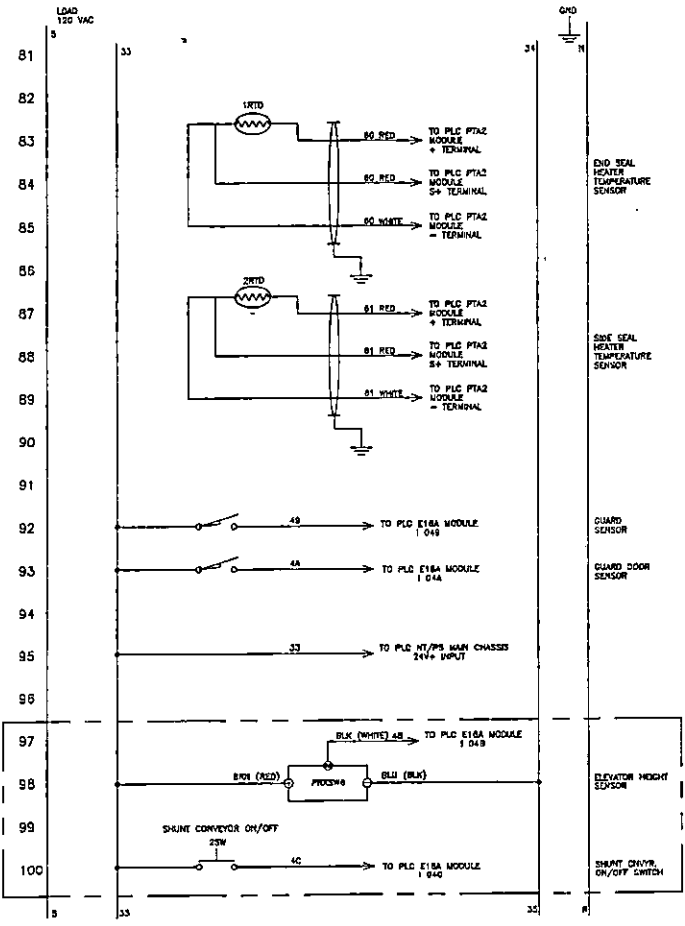 LOAD
120 VAC
GND
5
33
34
N
81
82
1RTD
83
60 RED
TO PLC PTA2
MODULE
+ TERMINAL
84
60 RED
TO PLC PTA2
MODULE
S+ TERMINAL
END SEAL
HEATER
TEMPERATURE
SENSOR
85
60 WHITE
TO PLC PTA2
MODULE
- TERMINAL
86
2RTD
87
61 RED
TO PLC PTA2
MODULE
+ TERMINAL
88
61 RED
TO PLC PTA2
MODULE
S+ TERMINAL
SIDE SEAL
HEATER
TEMPERATURE
SENSOR
89
61 WHITE
TO PLC PTA2
MODULE
- TERMINAL
90
91
92
49
TO PLC E16A MODULE
I 049
GUARD
SENSOR
93
4A
TO PLC E16A MODULE
I 04A
GUARD DOOR
SENSOR
94
95
33
TO PLC NT/PS MAIN CHASSIS
24V+ INPUT
96
97
BLK (WHITE) 4B
TO PLC E16A MODULE
I 04B
98
BRN (RED)
BLU (BLK)
ELEVATOR HEIGHT
SENSOR
99
SHUNT CONVEYOR ON/OFF
2SW
100
4C
TO PLC E16A MODULE
I 04C
SHUNT CNVYR.
ON/OFF SWITCH
5
33
35
N